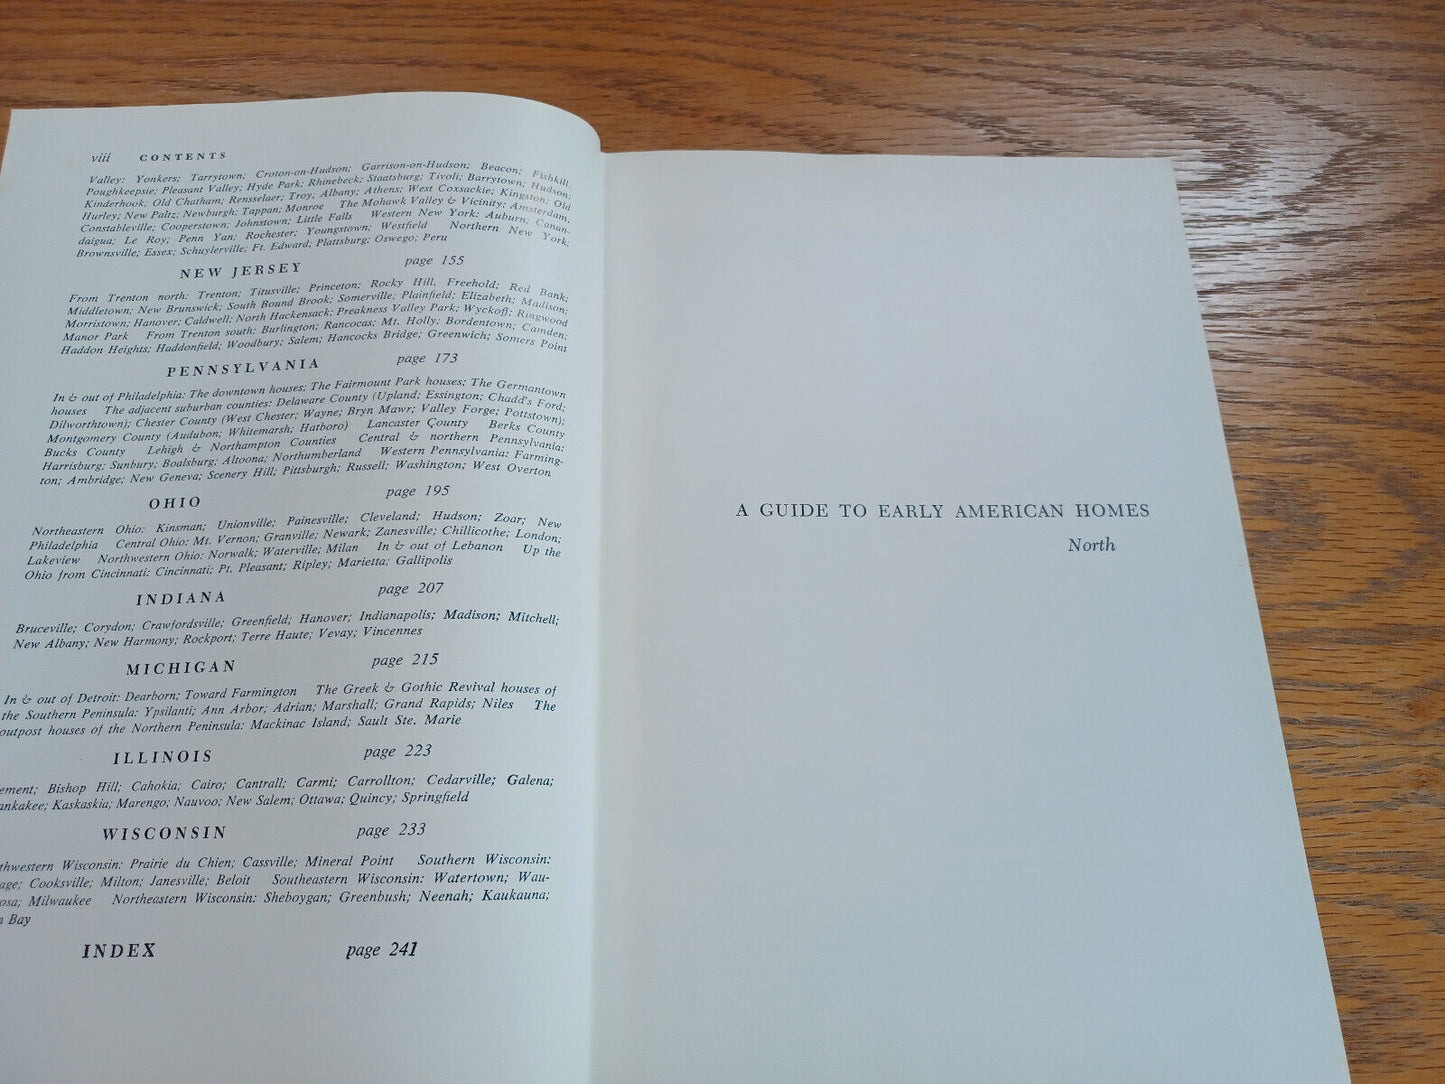 viii CONTENTS
Valley: Yonkers; Tarrytown; Croton-on-Hudson; Garrison-on-Hudson; Beacon; Fishkill;
Poughkeepsie; Pleasant Valley; Hyde Park; Rhinebeck; Staatsburg; Tivoli; Barrytown; Hudson;
Kinderhook; Old Chatham; Rensselaer; Troy; Albany; Athens; West Coxsackie; Kingston; Old
Hurley; New Paltz; Newburgh; Tappan; Monroe The Mohawk Valley & Vicinity; Amsterdam;
Constableville; Cooperstown; Johnstown; Little Falls Western New York: Auburn; Canan-
daigua; Le Roy; Penn Yan; Rochester; Youngstown; Westfield Northern New York:
Brownsville; Essex; Schuylerville; Ft. Edward; Plattsburg; Oswego; Peru
NEW JERSEY page 155
From Trenton north: Trenton; Titusville; Princeton; Rocky Hill, Freehold; Red Bank;
Middletown; New Brunswick; South Bound Brook; Somerville; Plainfield; Elizabeth; Madison;
Morristown; Hanover; Caldwell; North Hackensack; Preakness Valley Park; Wyckoff; Ringwood
Manor Park From Trenton south: Burlington; Rancocas; Mt. Holly; Bordentown; Camden;
Haddon Heights; Haddonfield; Woodbury; Salem; Hancocks Bridge; Greenwich; Somers Point
PENNSYLVANIA page 173
In & out of Philadelphia: The downtown houses; The Fairmount Park houses; The Germantown
houses The adjacent suburban counties: Delaware County (Upland; Essington; Chadd's Ford;
Dilworthtown); Chester County (West Chester; Wayne; Bryn Mawr; Valley Forge; Pottstown);
Montgomery County (Audubon; Whitemarsh; Hatboro) Lancaster County Berks County
Bucks County Lehigh & Northampton Counties Central & northern Pennsylvania:
Harrisburg; Sunbury; Boalsburg; Altoona; Northumberland Western Pennsylvania: Farming-
ton; Ambridge; New Geneva; Scenery Hill; Pittsburgh; Russell; Washington; West Overton
OHIO page 195
Northeastern Ohio: Kinsman; Unionville; Painesville; Cleveland; Hudson; Zoar; New
Philadelphia Central Ohio: Mt. Vernon; Granville; Newark; Zanesville; Chillicothe; London;
Lakeview Northwestern Ohio: Norwalk; Waterville; Milan In & out of Lebanon Up the
Ohio from Cincinnati: Cincinnati; Pt. Pleasant; Ripley; Marietta; Gallipolis
INDIANA page 207
Bruceville; Corydon; Crawfordsville; Greenfield; Hanover; Indianapolis; Madison; Mitchell;
New Albany; New Harmony; Rockport; Terre Haute; Vevay; Vincennes
MICHIGAN page 215
In & out of Detroit: Dearborn; Toward Farmington The Greek & Gothic Revival houses of
the Southern Peninsula: Ypsilanti; Ann Arbor; Adrian; Marshall; Grand Rapids; Niles The
outpost houses of the Northern Peninsula: Mackinac Island; Sault Ste. Marie
ILLINOIS page 223
ement; Bishop Hill; Cahokia; Cairo; Cantrall; Carmi; Carrollton; Cedarville; Galena;
ankakee; Kaskaskia; Marengo; Nauvoo; New Salem; Ottawa; Quincy; Springfield
WISCONSIN page 233
thwestern Wisconsin: Prairie du Chien; Cassville; Mineral Point Southern Wisconsin:
age; Cooksville; Milton; Janesville; Beloit Southeastern Wisconsin: Watertown; Wau-
osa; Milwaukee Northeastern Wisconsin: Sheboygan; Greenbush; Neenah; Kaukauna;
n Bay
INDEX page 241
A GUIDE TO EARLY AMERICAN HOMES
North